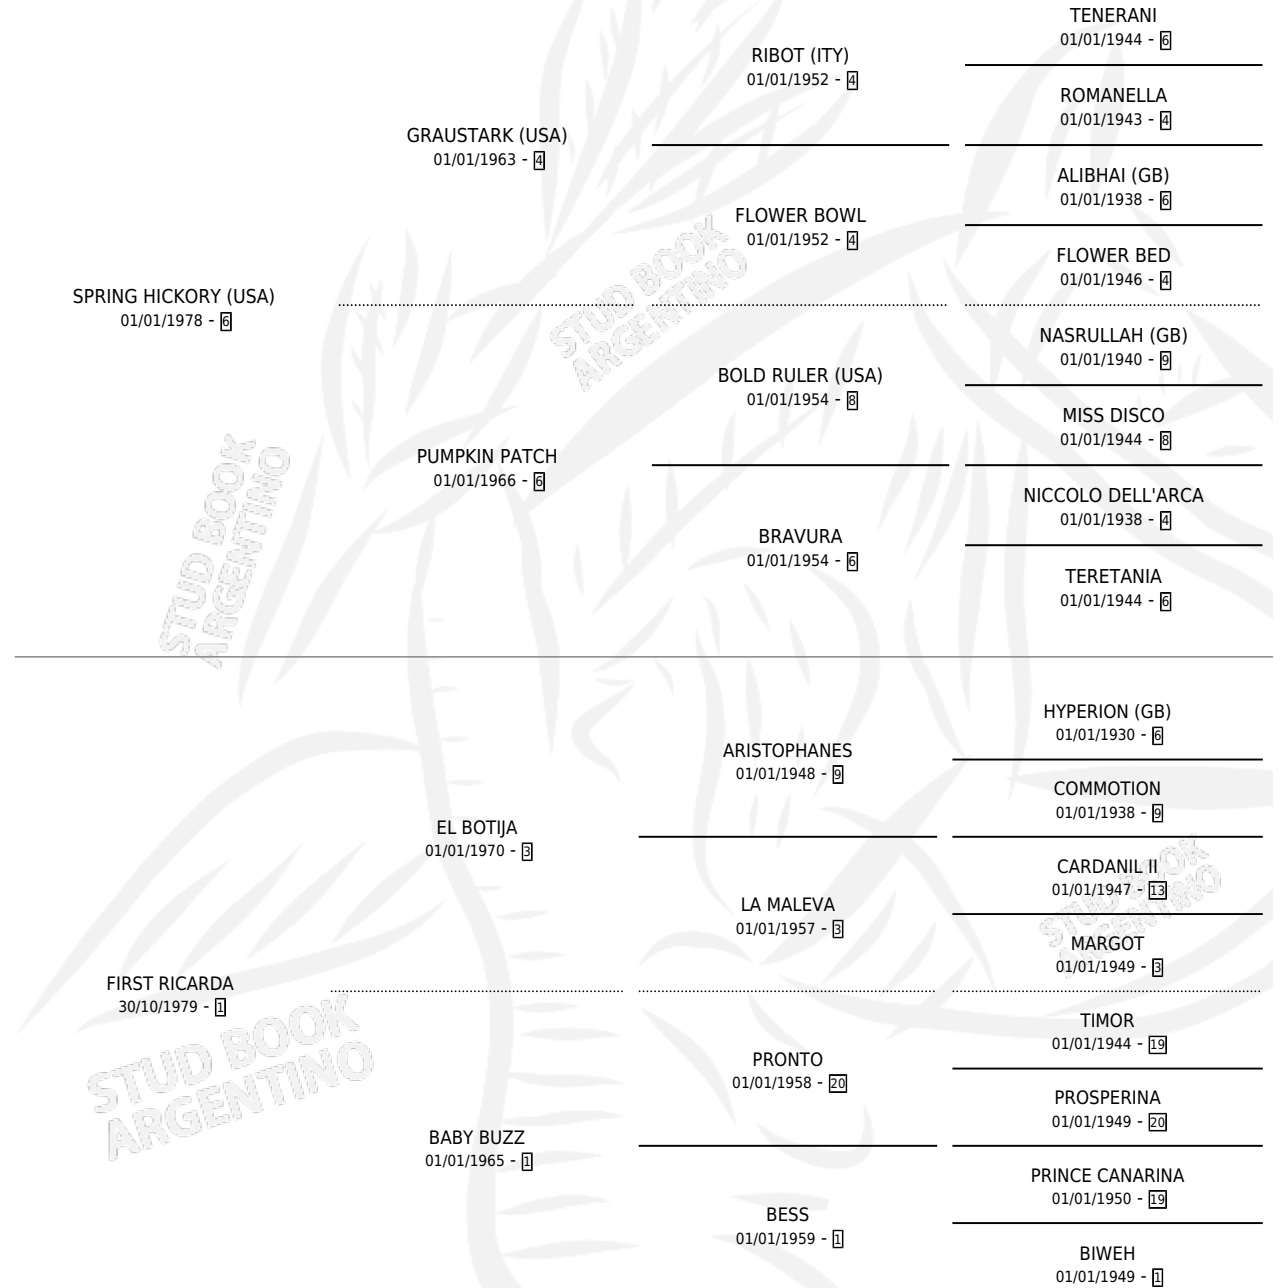 TENERANI
01/01/1944 - 6
RIBOT (ITY)
01/01/1952 - 4
ROMANELLA
01/01/1943 - 4
GRAUSTARK (USA)
01/01/1963 - 4
ALIBHAI (GB)
01/01/1938 - 6
FLOWER BOWL
01/01/1952 - 4
FLOWER BED
01/01/1946 - 4
SPRING HICKORY (USA)
01/01/1978 - 6
NASRULLAH (GB)
01/01/1940 - 9
BOLD RULER (USA)
01/01/1954 - 8
MISS DISCO
01/01/1944 - 8
PUMPKIN PATCH
01/01/1966 - 6
NICCOLO DELL'ARCA
01/01/1938 - 4
BRAVURA
01/01/1954 - 6
TERETANIA
01/01/1944 - 6
STUD BOOK
ARGENTINO
STUD BOOK
ARGENTINO
HYPERION (GB)
01/01/1930 - 6
ARISTOPHANES
01/01/1948 - 9
COMMOTION
01/01/1938 - 9
EL BOTIJA
01/01/1970 - 3
CARDANIL II
01/01/1947 - 13
LA MALEVA
01/01/1957 - 3
MARGOT
01/01/1949 - 3
FIRST RICARDA
30/10/1979 - 1
TIMOR
01/01/1944 - 19
PRONTO
01/01/1958 - 20
PROSPERINA
01/01/1949 - 20
BABY BUZZ
01/01/1965 - 1
PRINCE CANARINA
01/01/1950 - 19
BESS
01/01/1959 - 1
BIWEH
01/01/1949 - 1
STUD BOOK
ARGENTINO
STUD BOOK
ARGENTINO